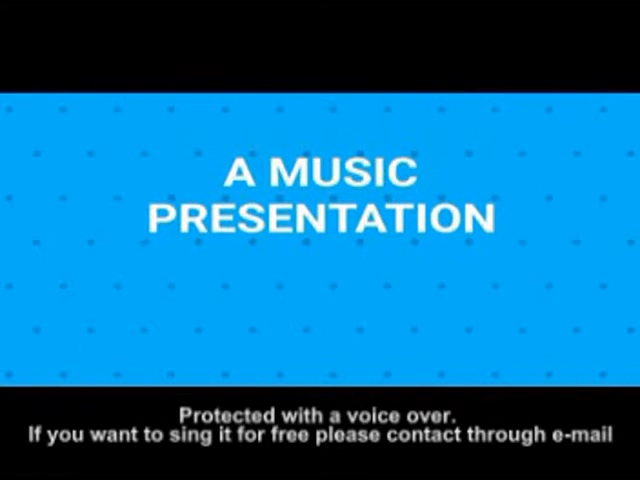 A MUSIC
PRESENTATION
Protected with a voice over.
If you want to sing it for free please contact through e-mail